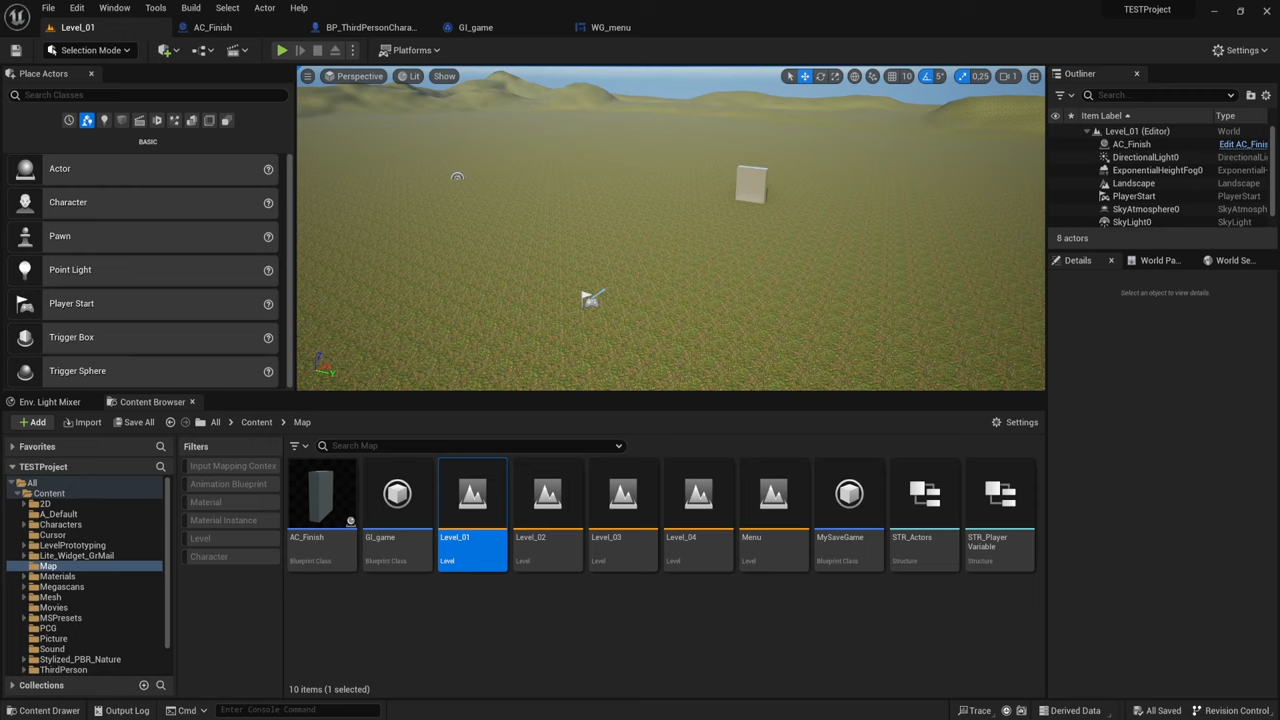 File Edit Window Tools Build Select Actor Help
TESTProject
Level_01
AC_Finish
BP_ThirdPersonChara...
GI_game
WG_menu
Selection Mode
Platforms
Settings
Place Actors
Search Classes
BASIC
Actor
Character
Pawn
Point Light
Player Start
Trigger Box
Trigger Sphere
Perspective
Lit
Show
10
5°
0,25
1
Z
Y
Outliner
Search...
Item Label
Type
Level_01 (Editor) World
AC_Finish Edit AC_Finis
DirectionalLight0 DirectionalLi
ExponentialHeightFog0 Exponentiall
Landscape Landscape
PlayerStart PlayerStart
SkyAtmosphere0 SkyAtmosph
SkyLight0 SkyLight
8 actors
Details
World Pa...
World Se...
Select an object to view details.
Env. Light Mixer
Content Browser
Add
Import
Save All
All
Content
Map
Settings
Favorites
TESTProject
All
Content
2D
A_Default
Characters
Cursor
LevelPrototyping
Lite_Widget_GrMail
Map
Materials
Megascans
Mesh
Movies
MSPresets
PCG
Picture
Sound
Stylized_PBR_Nature
ThirdPerson
Collections
Filters
Input Mapping Contex
Animation Blueprint
Material
Material Instance
Level
Character
Search Map
AC_Finish
Blueprint Class
GI_game
Blueprint Class
Level_01
Level
Level_02
Level
Level_03
Level
Level_04
Level
Menu
Level
MySaveGame
Blueprint Class
STR_Actors
Structure
STR_Player
Variable
Structure
10 items (1 selected)
Content Drawer
Output Log
Cmd
Enter Console Command
Trace
Derived Data
All Saved
Revision Control